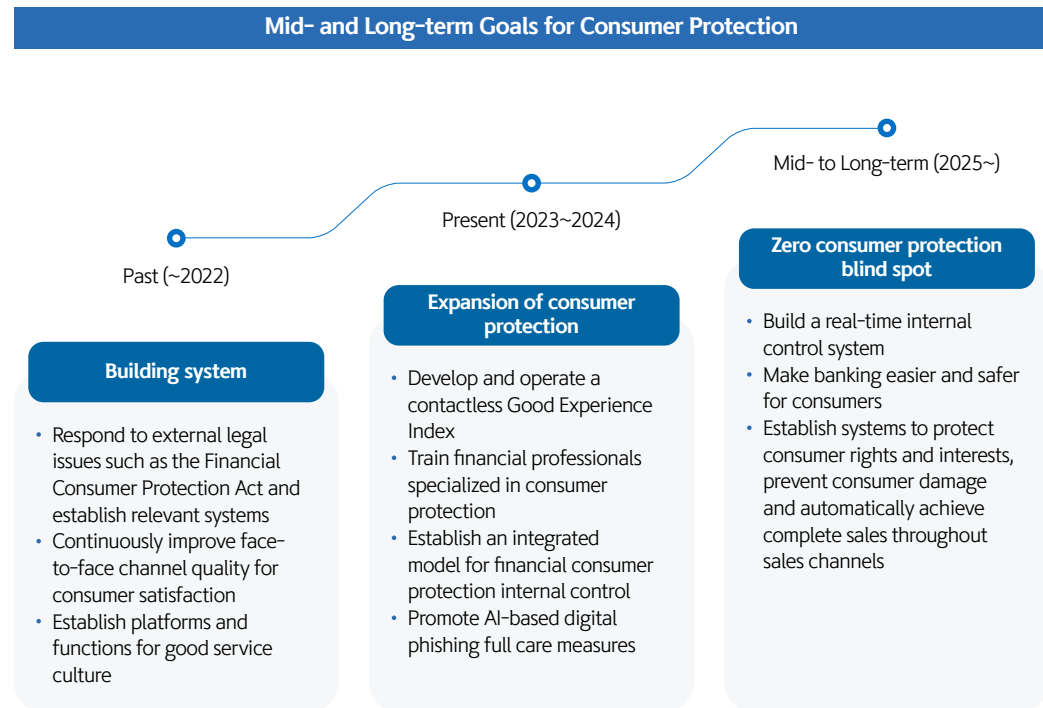 Mid- and Long-term Goals for Consumer Protection
Past (~2022)
Building system
• Respond to external legal
issues such as the Financial
Consumer Protection Act and
establish relevant systems
• Continuously improve face-
to-face channel quality for
consumer satisfaction
• Establish platforms and
functions for good service
culture
Present (2023~2024)
Expansion of consumer
protection
• Develop and operate a
contactless Good Experience
Index
• Train financial professionals
specialized in consumer
protection
• Establish an integrated
model for financial consumer
protection internal control
• Promote AI-based digital
phishing full care measures
Mid- to Long-term (2025~)
Zero consumer protection
blind spot
• Build a real-time internal
control system
• Make banking easier and safer
for consumers
• Establish systems to protect
consumer rights and interests,
prevent consumer damage
and automatically achieve
complete sales throughout
sales channels